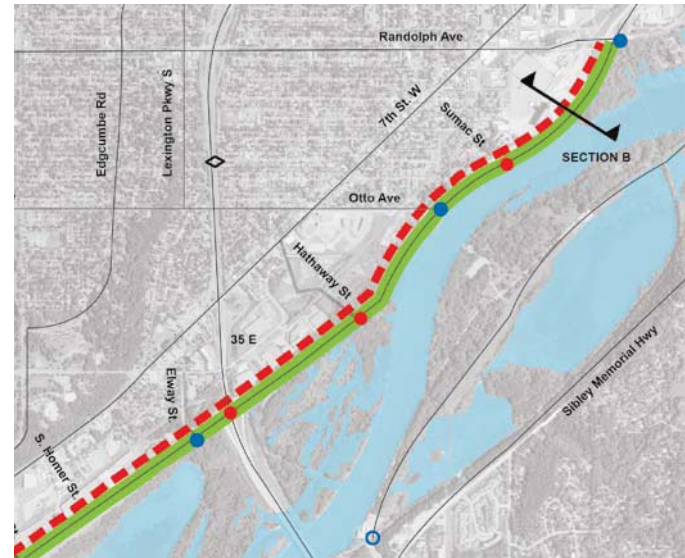 Randolph Ave
7th St. W
Sumac St
Edgcumbe Rd
Lexington Pkwy S
SECTION B
Otto Ave
Hathaway St
35 E
Sibley Memorial Hwy
Elway St.
S. Homer St.